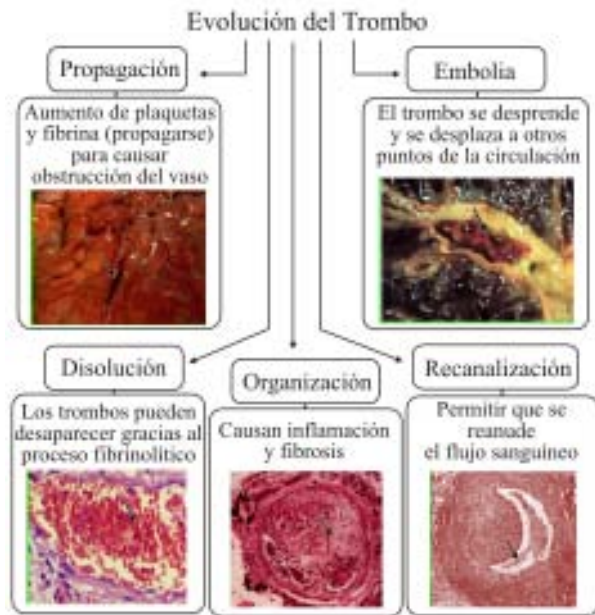 Evolución del Trombo
Propagación
Aumento de plaquetas
y fibrina (propagarse)
para causar
obstrucción del vaso
Embolia
El trombo se desprende
y se desplaza a otros
puntos de la circulación
Disolución
Los trombos pueden
desaparecer gracias al
proceso fibrinolítico
Organización
Causan inflamación
y fibrosis
Recanalización
Permitir que se
reanude
el flujo sanguíneo